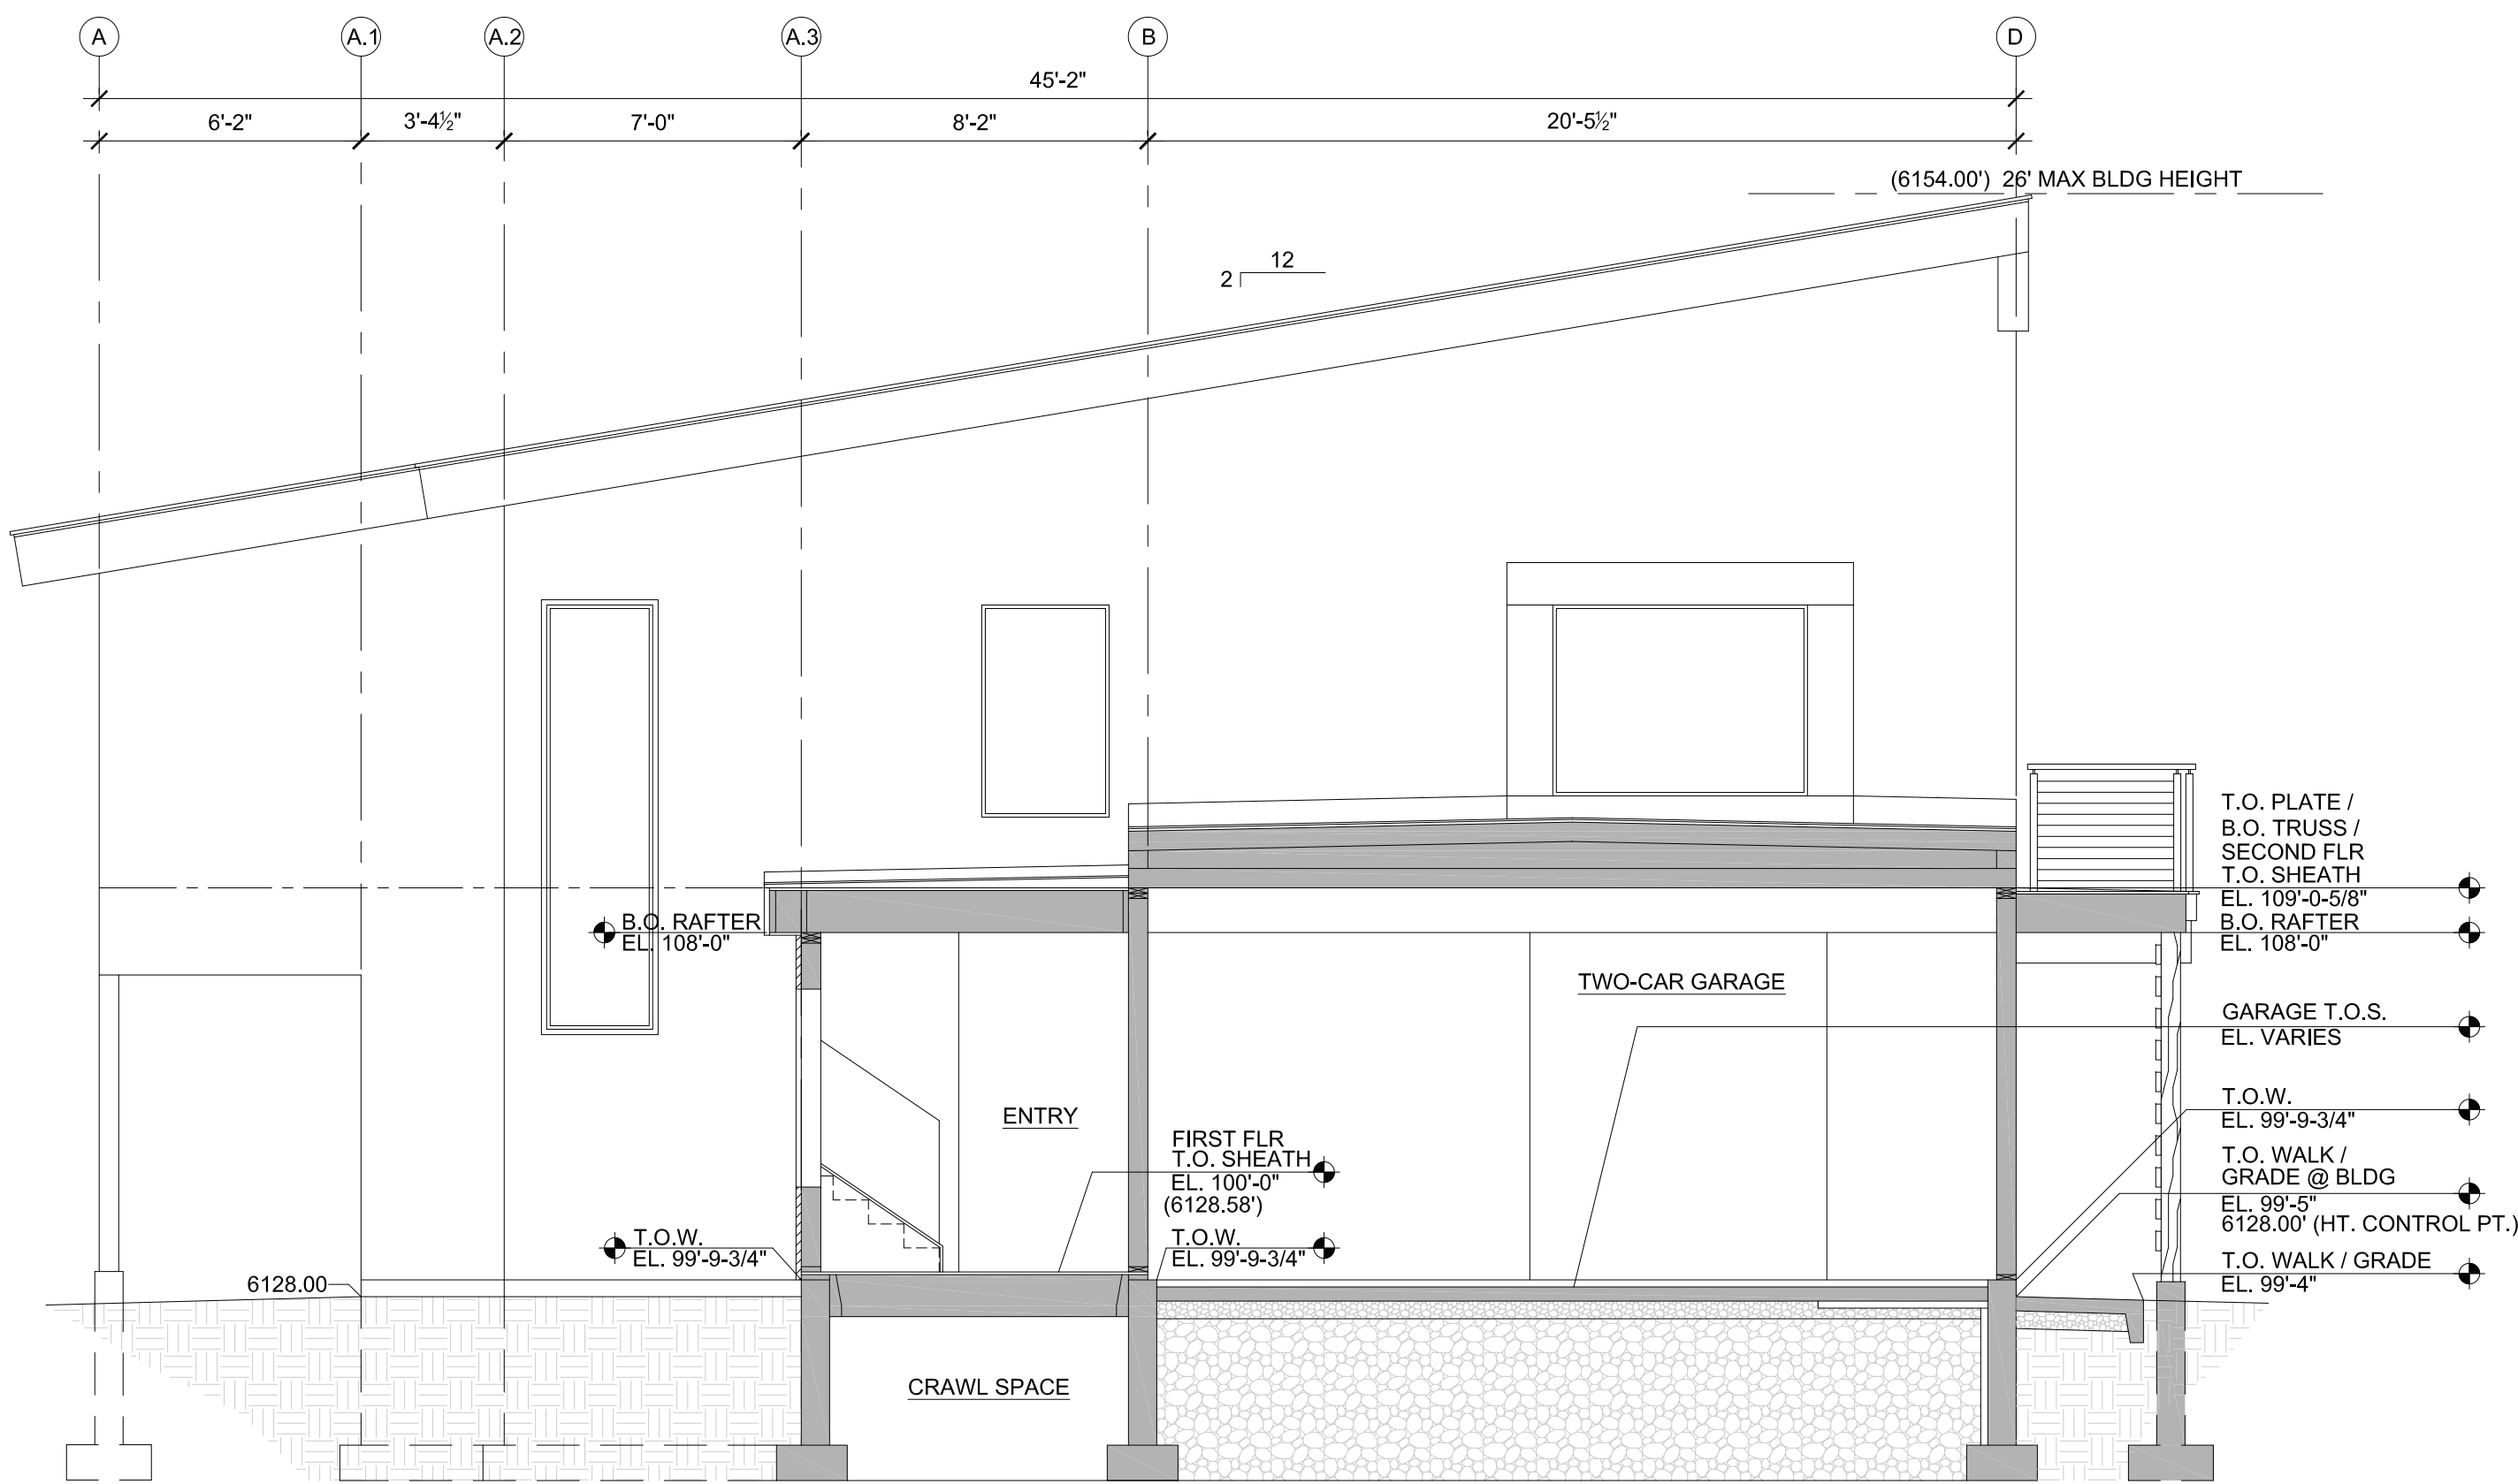 A
A.1
A.2
A.3
B
D
45'-2"
6'-2"
3'-4½"
7'-0"
8'-2"
20'-5½"
(6154.00') 26' MAX BLDG HEIGHT
12
2
T.O. PLATE /
B.O. TRUSS /
SECOND FLR
T.O. SHEATH
EL. 109'-0-5/8"
B.O. RAFTER
EL. 108'-0"
B.O. RAFTER
EL. 108'-0"
TWO-CAR GARAGE
GARAGE T.O.S.
EL. VARIES
ENTRY
T.O.W.
EL. 99'-9-3/4"
FIRST FLR
T.O. SHEATH
EL. 100'-0"
(6128.58')
T.O. WALK /
GRADE @ BLDG
EL. 99'-5"
6128.00' (HT. CONTROL PT.)
T.O.W.
EL. 99'-9-3/4"
T.O.W.
EL. 99'-9-3/4"
T.O. WALK / GRADE
EL. 99'-4"
6128.00
CRAWL SPACE